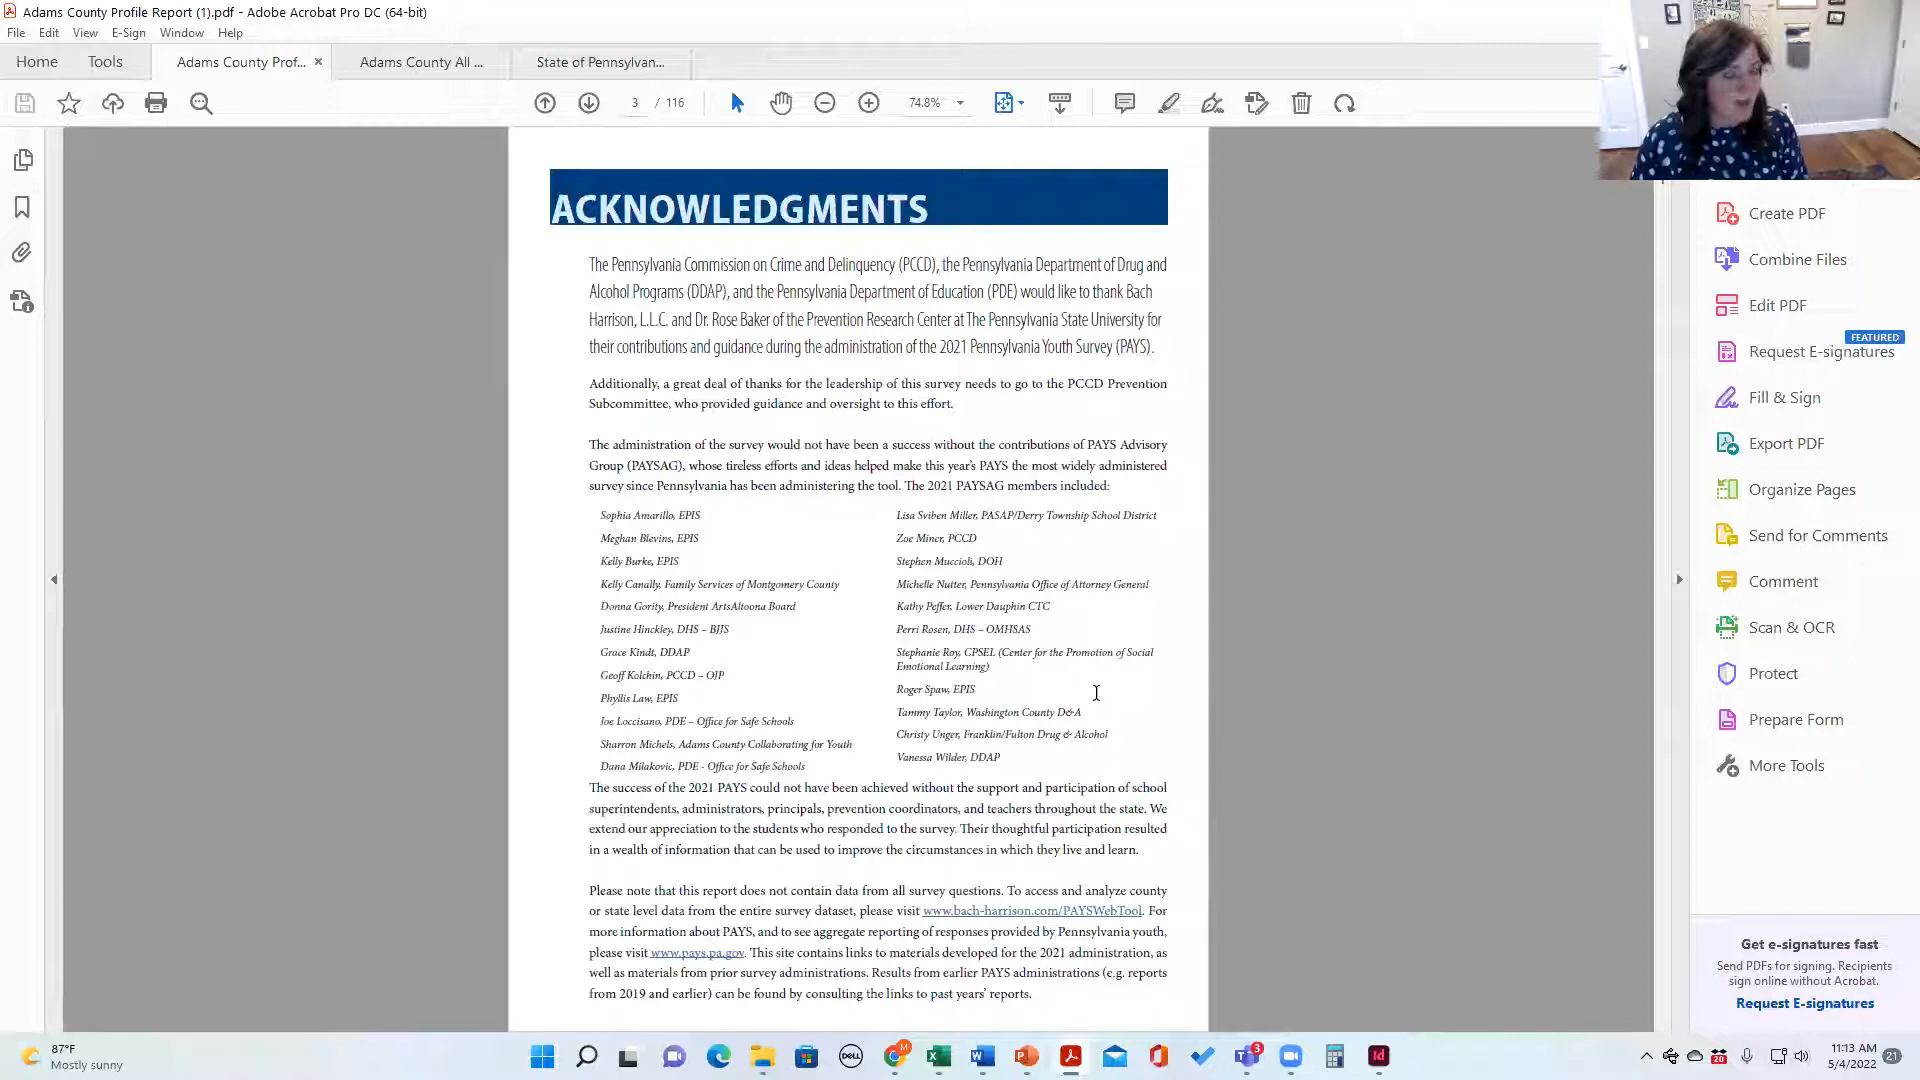 Adams County Profile Report (1).pdf - Adobe Acrobat Pro DC (64-bit)
File Edit View E-Sign Window Help
Home Tools Adams County Prof... × Adams County All ... State of Pennsylvan...
3 / 116 74.8%
ACKNOWLEDGMENTS
The Pennsylvania Commission on Crime and Delinquency (PCCD), the Pennsylvania Department of Drug and
Alcohol Programs (DDAP), and the Pennsylvania Department of Education (PDE) would like to thank Bach
Harrison, L.L.C. and Dr. Rose Baker of the Prevention Research Center at The Pennsylvania State University for
their contributions and guidance during the administration of the 2021 Pennsylvania Youth Survey (PAYS).
Additionally, a great deal of thanks for the leadership of this survey needs to go to the PCCD Prevention
Subcommittee, who provided guidance and oversight to this effort.
The administration of the survey would not have been a success without the contributions of PAYS Advisory
Group (PAYSAG), whose tireless efforts and ideas helped make this year's PAYS the most widely administered
survey since Pennsylvania has been administering the tool. The 2021 PAYSAG members included:
Sophia Amarillo, EPIS
Meghan Blevins, EPIS
Kelly Burke, EPIS
Kelly Canally, Family Services of Montgomery County
Donna Gority, President ArtsAltoona Board
Justine Hinckley, DHS – BJJS
Grace Kindt, DDAP
Geoff Kolchin, PCCD – OJP
Phyllis Law, EPIS
Joe Loccisano, PDE – Office for Safe Schools
Sharron Michels, Adams County Collaborating for Youth
Dana Milakovic, PDE - Office for Safe Schools
Lisa Sviben Miller, PASAP/Derry Township School District
Zoe Miner, PCCD
Stephen Muccioli, DOH
Michelle Nutter, Pennsylvania Office of Attorney General
Kathy Peffer, Lower Dauphin CTC
Perri Rosen, DHS – OMHSAS
Stephanie Roy, CPSEL (Center for the Promotion of Social
Emotional Learning)
Roger Spaw, EPIS
Tammy Taylor, Washington County D&A
Christy Unger, Franklin/Fulton Drug & Alcohol
Vanessa Wilder, DDAP
The success of the 2021 PAYS could not have been achieved without the support and participation of school
superintendents, administrators, principals, prevention coordinators, and teachers throughout the state. We
extend our appreciation to the students who responded to the survey. Their thoughtful participation resulted
in a wealth of information that can be used to improve the circumstances in which they live and learn.
Please note that this report does not contain data from all survey questions. To access and analyze county
or state level data from the entire survey dataset, please visit www.bach-harrison.com/PAYSWebTool. For
more information about PAYS, and to see aggregate reporting of responses provided by Pennsylvania youth,
please visit www.pays.pa.gov. This site contains links to materials developed for the 2021 administration, as
well as materials from prior survey administrations. Results from earlier PAYS administrations (e.g. reports
from 2019 and earlier) can be found by consulting the links to past years' reports.
Create PDF
Combine Files
Edit PDF
FEATURED
Request E-signatures
Fill & Sign
Export PDF
Organize Pages
Send for Comments
Comment
Scan & OCR
Protect
Prepare Form
More Tools
Get e-signatures fast
Send PDFs for signing. Recipients
sign online without Acrobat.
Request E-signatures
87°F
Mostly sunny
DELL
M
3
Id
20
11:13 AM
5/4/2022
21